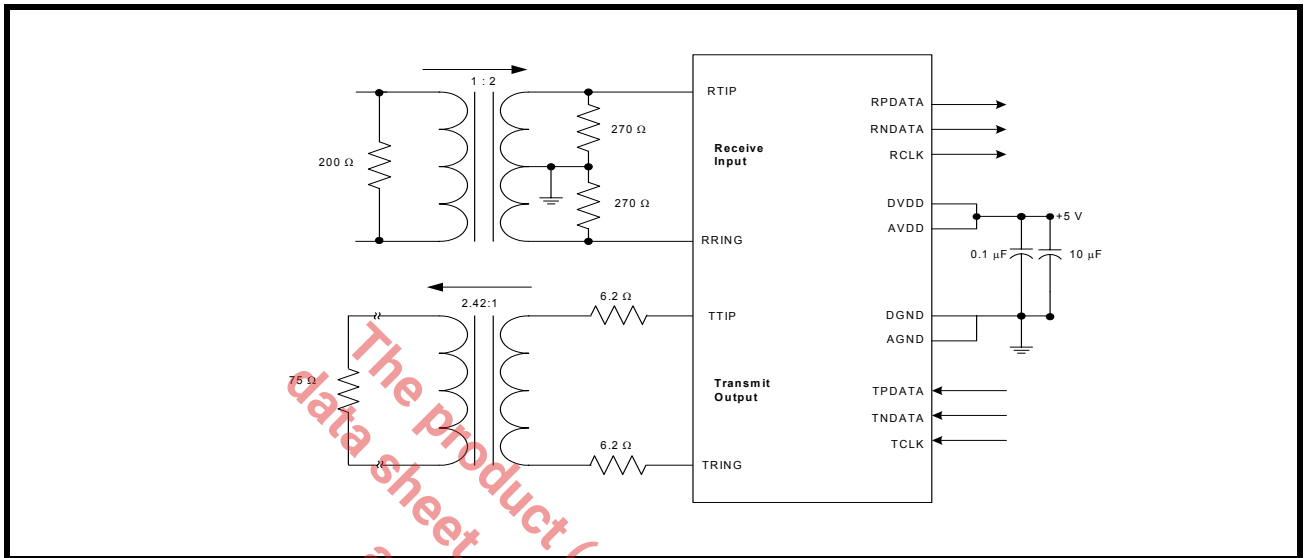 1 : 2
RTIP
270 Ω
Receive
Input
200 Ω
270 Ω
RRING
2.42:1
6.2 Ω
TTIP
75 Ω
Transmit
Output
6.2 Ω
TRING
RPDATA
RNDATA
RCLK
DVDD
AVDD
+5 V
0.1 µF
10 µF
DGND
AGND
TPDATA
TNDATA
TCLK
The product (
data sheet
a